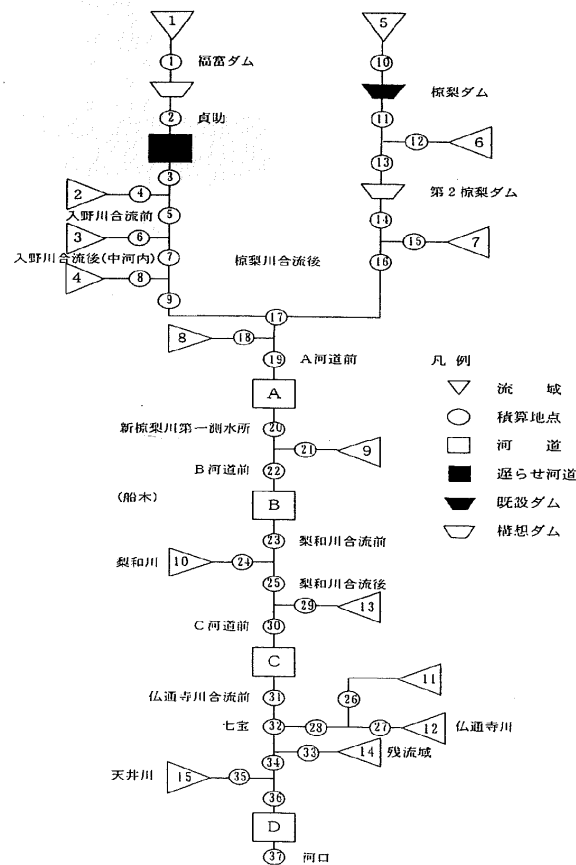 1
5
1
福富ダム
10
椋梨ダム
2
貞助
11
12
6
3
13
2
4
入野川合流前
5
第2椋梨ダム
14
3
6
15
7
入野川合流後(中河内)
7
椋梨川合流後
16
4
8
9
17
8
18
19
A河道前
凡例
A
流域
新椋梨川第一測水所
20
積算地点
21
9
河道
B河道前
22
遅らせ河道
(船木)
B
既設ダム
構想ダム
23
梨和川合流前
梨和川
10
24
25
梨和川合流後
29
13
C河道前
30
C
11
仏通寺川合流前
31
26
七宝
32
28
27
12
仏通寺川
33
14
残流域
34
天井川
15
35
36
D
37
河口